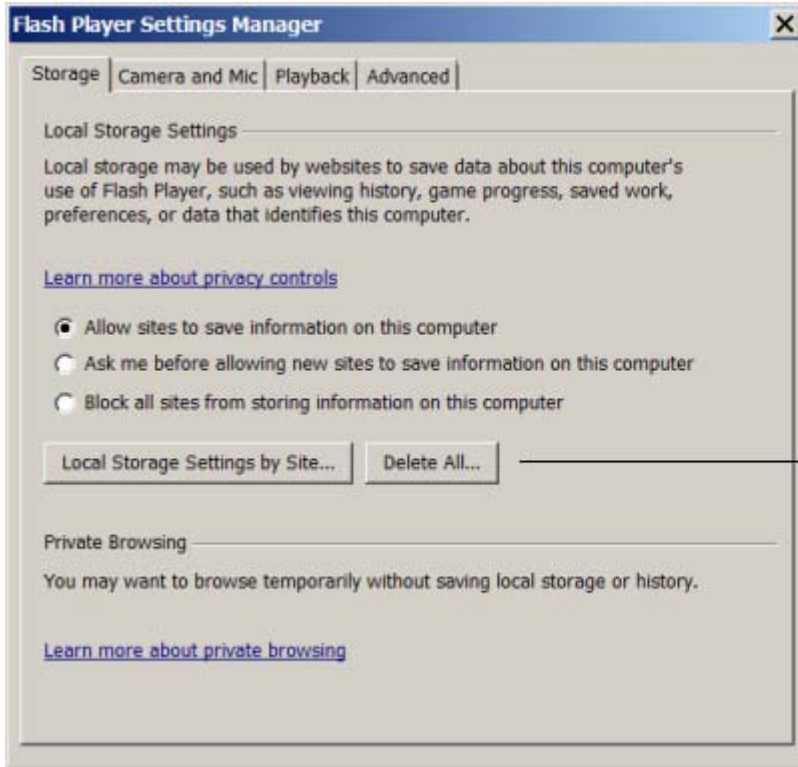 Flash Player Settings Manager
Storage Camera and Mic Playback Advanced
Local Storage Settings
Local storage may be used by websites to save data about this computer's
use of Flash Player, such as viewing history, game progress, saved work,
preferences, or data that identifies this computer.
Learn more about privacy controls
Allow sites to save information on this computer
Ask me before allowing new sites to save information on this computer
Block all sites from storing information on this computer
Local Storage Settings by Site... Delete All...
Private Browsing
You may want to browse temporarily without saving local storage or history.
Learn more about private browsing